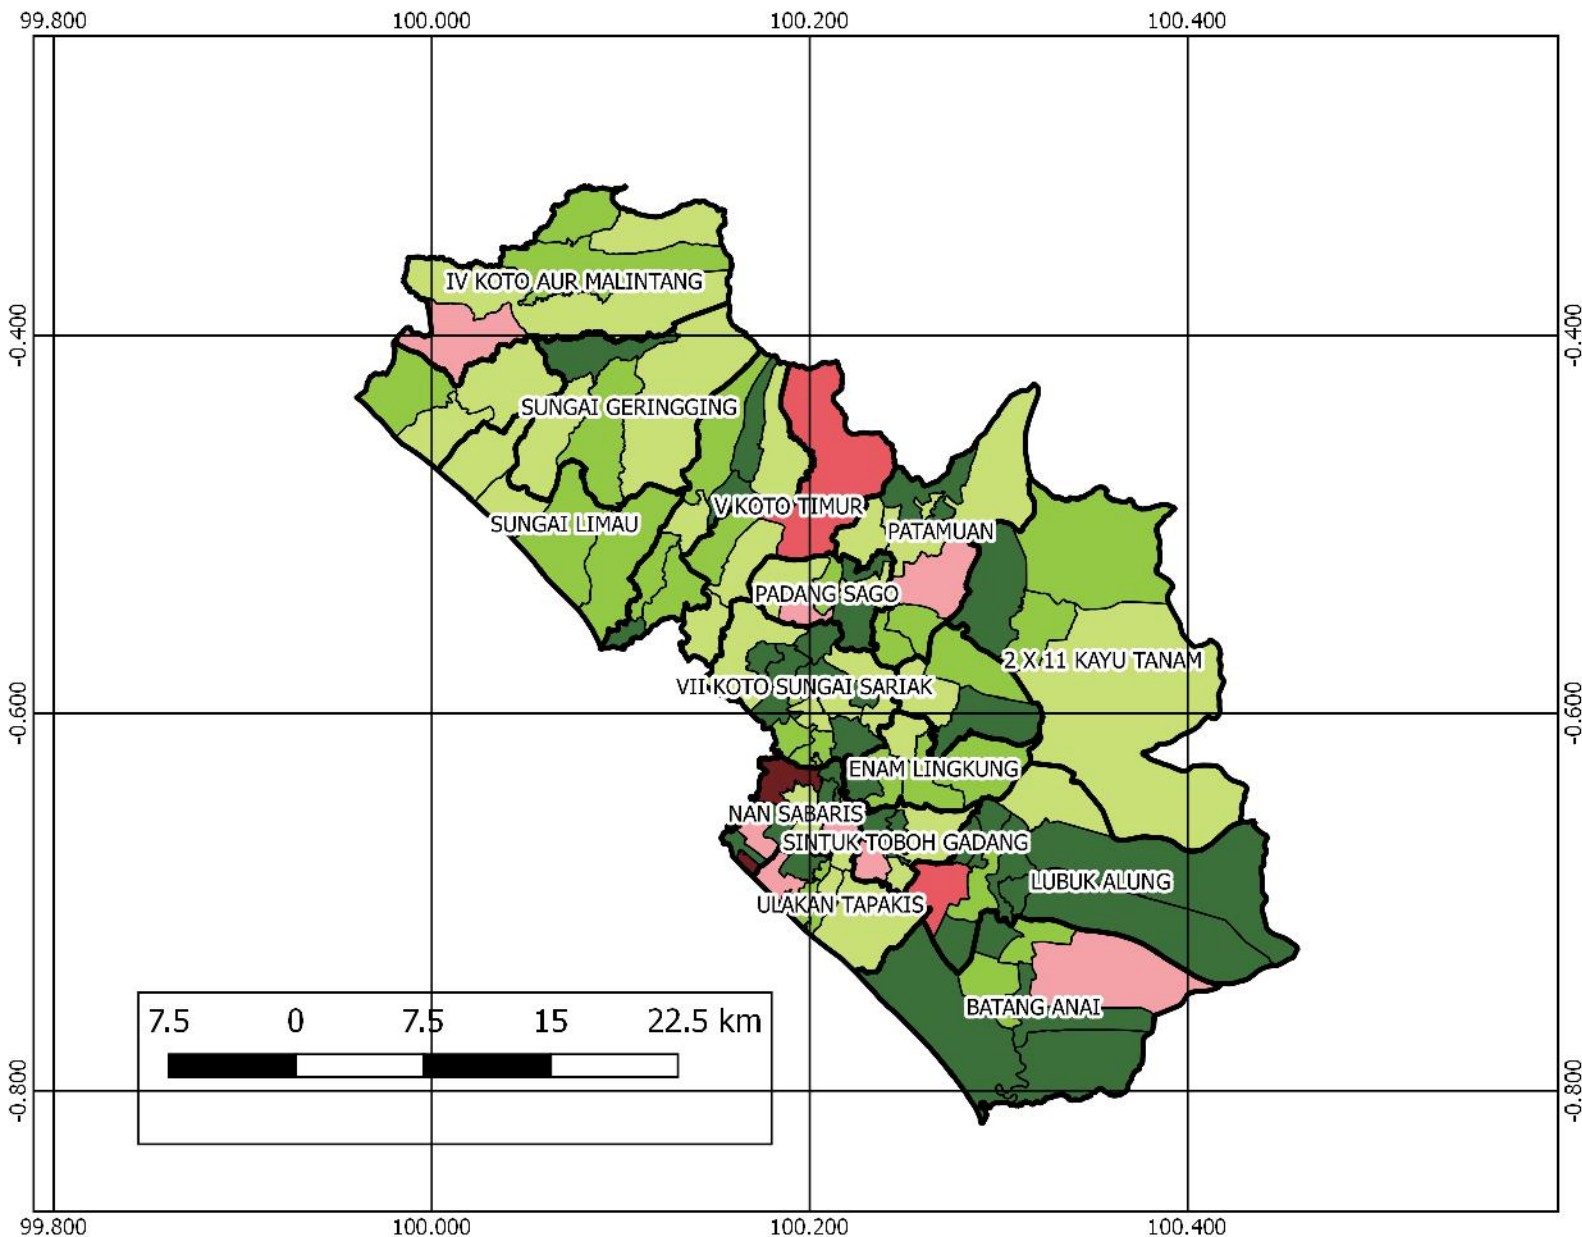 99.800 100.000 100.200 100.400
IV KOTO AUR MALINTANG
-0.400 -0.400
SUNGAI GERINGGING
V KOTO TIMUR
SUNGAI LIMAU
PATAMUAN
PADANG SAGO
2 X 11 KAYU TANAM
VII KOTO SUNGAI SARIAK
-0.600 -0.600
ENAM LINGKUNG
NAN SABARIS
SINTUK TOBOH GADANG
LUBUK ALUNG
ULAKAN TAPAKIS
BATANG ANAI
7.5 0 7.5 15 22.5 km
-0.800 -0.800
99.800 100.000 100.200 100.400